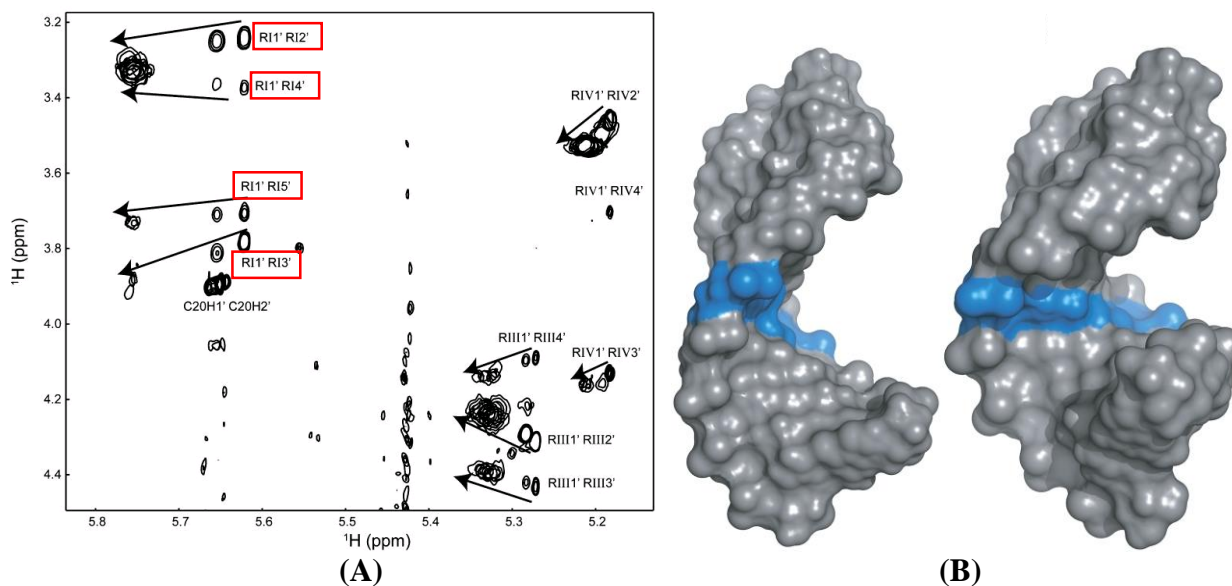 3.2
3.4
3.6
3.8
4.0
4.2
4.4
¹H (ppm)
RI1' RI2'
RI1' RI4'
RIV1' RIV2'
RI1' RI5'
RIV1' RIV4'
RI1' RI3'
C20H1' C20H2'
RIII1' RIII4'
RIV1' RIV3'
RIII1' RIII2'
RIII1' RIII3'
5.8 5.7 5.6 5.5 5.4 5.3 5.2
¹H (ppm)
(A) (B)